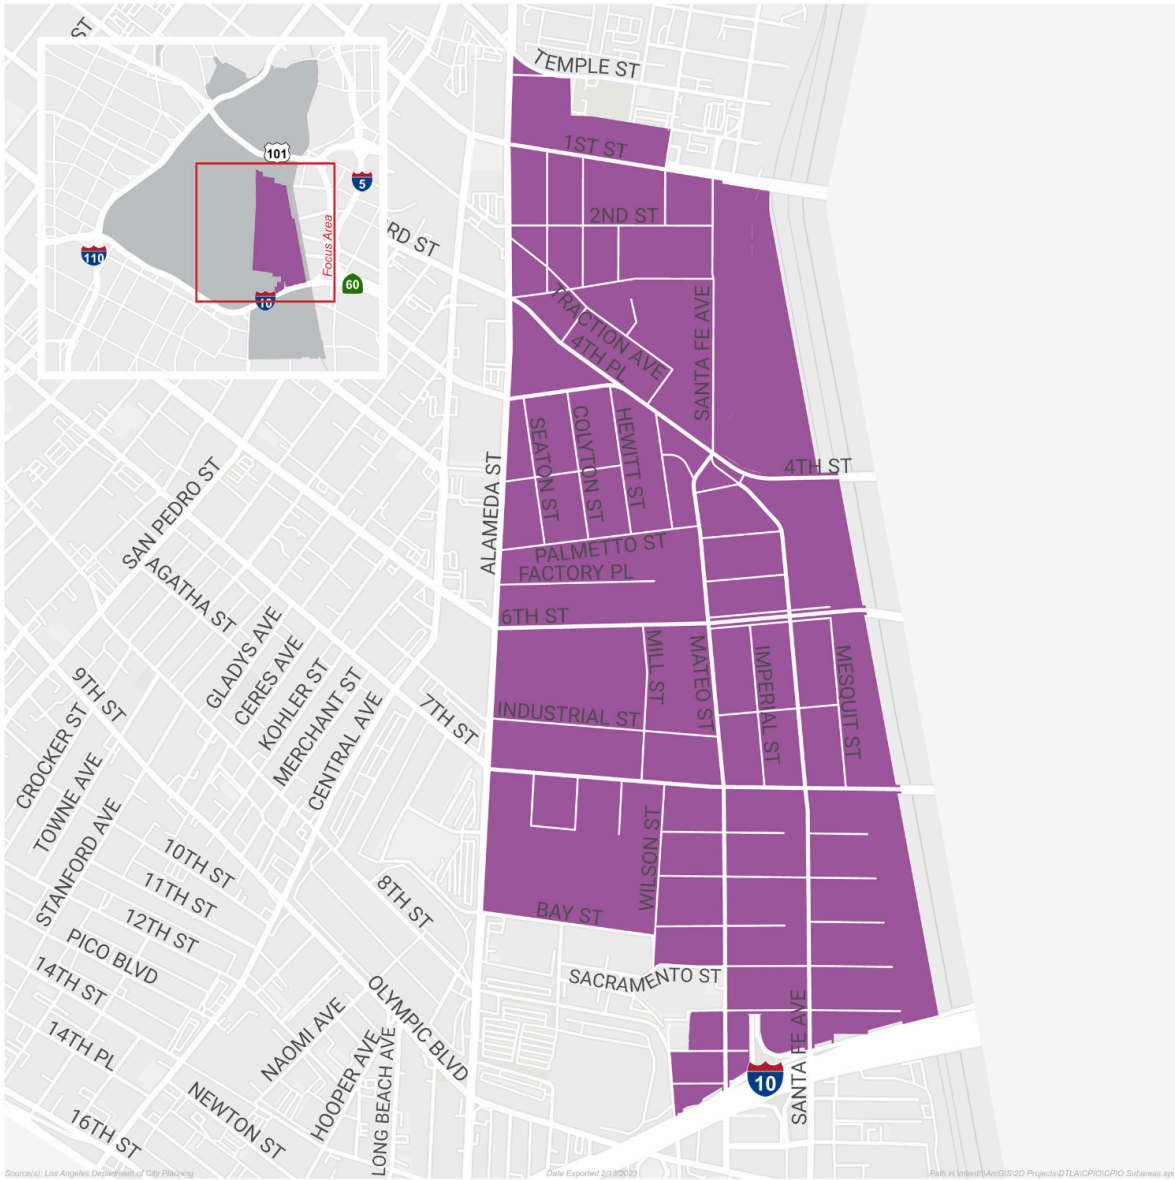 ST
TEMPLE ST
101
5
1ST ST
Focus Area
2ND ST
RD ST
110
60
10
TRACTION AVE
4TH PL
SANTA FE AVE
SEATON ST
COLYTON ST
HEWITT ST
4TH ST
ALAMEDA ST
SAN PEDRO ST
PALMETTO ST
FACTORY PL
AGATHA ST
6TH ST
GLADYS AVE
CERES AVE
KOHLER ST
MERCHANT ST
CENTRAL AVE
MILL ST
MATEO ST
IMPERIAL ST
MESQUIT ST
9TH ST
7TH ST
INDUSTRIAL ST
CROCKER ST
TOWNE AVE
STANFORD AVE
10TH ST
11TH ST
12TH ST
8TH ST
WILSON ST
BAY ST
PICO BLVD
14TH ST
SACRAMENTO ST
OLYMPIC BLVD
14TH PL
NAOMI AVE
HOOPER AVE
LONG BEACH AVE
SANTA FE AVE
10
NEWTON ST
16TH ST
Source(s): Los Angeles Department of City Planning
Date Exported 2/13/2020